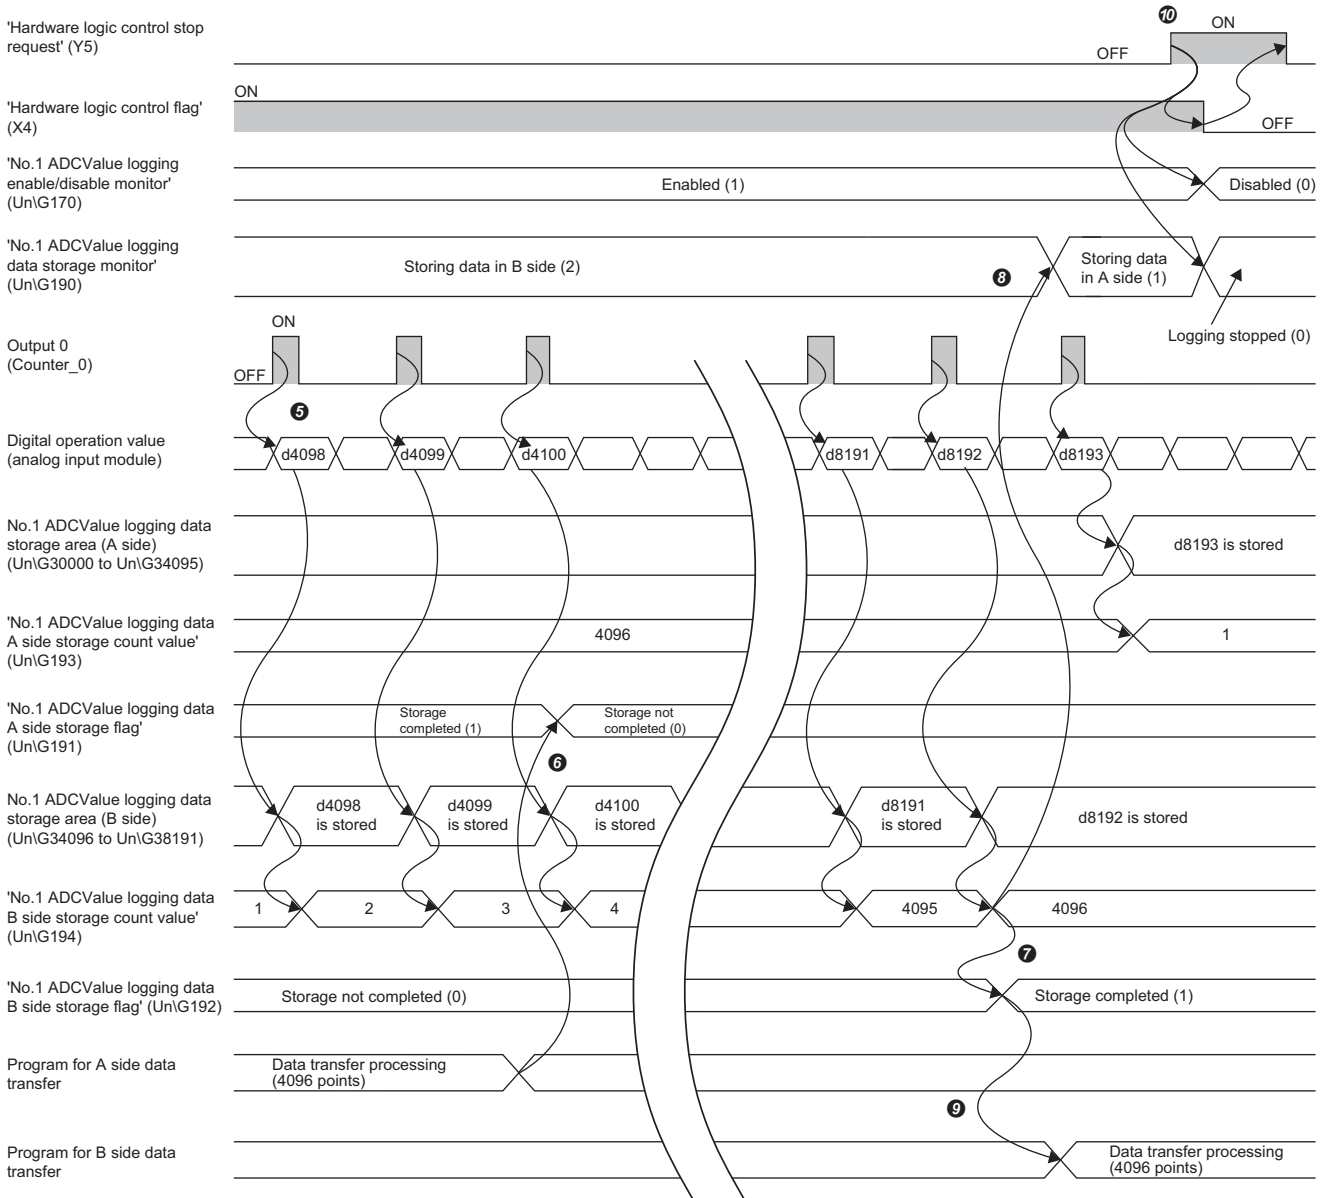 'Hardware logic control stop
request' (Y5)
❿
ON
OFF
'Hardware logic control flag'
(X4)
ON
OFF
'No.1 ADCValue logging
enable/disable monitor'
(Un\G170)
Enabled (1)
Disabled (0)
'No.1 ADCValue logging
data storage monitor'
(Un\G190)
Storing data in B side (2)
❽
Storing data
in A side (1)
Logging stopped (0)
Output 0
(Counter_0)
ON
OFF
❺
Digital operation value
(analog input module)
d4098
d4099
d4100
d8191
d8192
d8193
No.1 ADCValue logging data
storage area (A side)
(Un\G30000 to Un\G34095)
d8193 is stored
'No.1 ADCValue logging data
A side storage count value'
(Un\G193)
4096
1
'No.1 ADCValue logging data
A side storage flag'
(Un\G191)
Storage
completed (1)
Storage not
completed (0)
❻
No.1 ADCValue logging data
storage area (B side)
(Un\G34096 to Un\G38191)
d4098
is stored
d4099
is stored
d4100
is stored
d8191
is stored
d8192 is stored
'No.1 ADCValue logging data
B side storage count value'
(Un\G194)
1
2
3
4
4095
4096
❼
'No.1 ADCValue logging data
B side storage flag' (Un\G192)
Storage not completed (0)
Storage completed (1)
Program for A side data
transfer
Data transfer processing
(4096 points)
❾
Program for B side data
transfer
Data transfer processing
(4096 points)